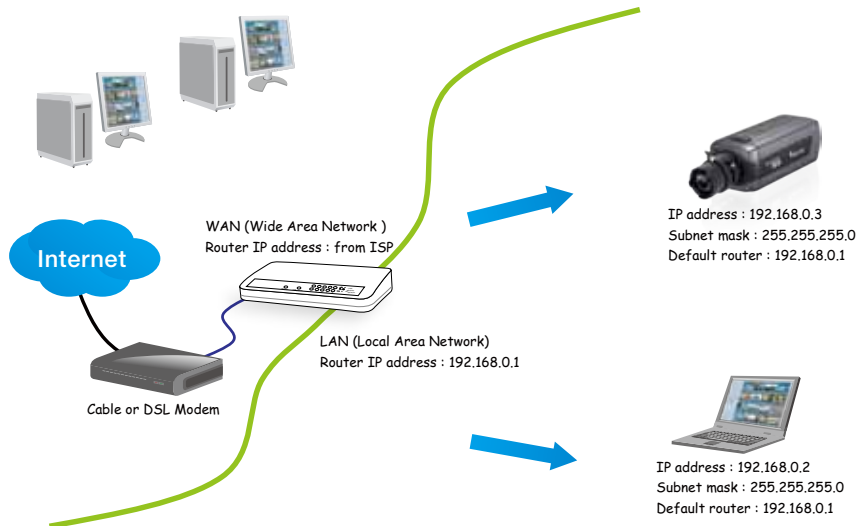 WAN (Wide Area Network )
Router IP address : from ISP
Internet
LAN (Local Area Network)
Router IP address : 192.168.0.1
Cable or DSL Modem
IP address : 192.168.0.3
Subnet mask : 255.255.255.0
Default router : 192.168.0.1
IP address : 192.168.0.2
Subnet mask : 255.255.255.0
Default router : 192.168.0.1